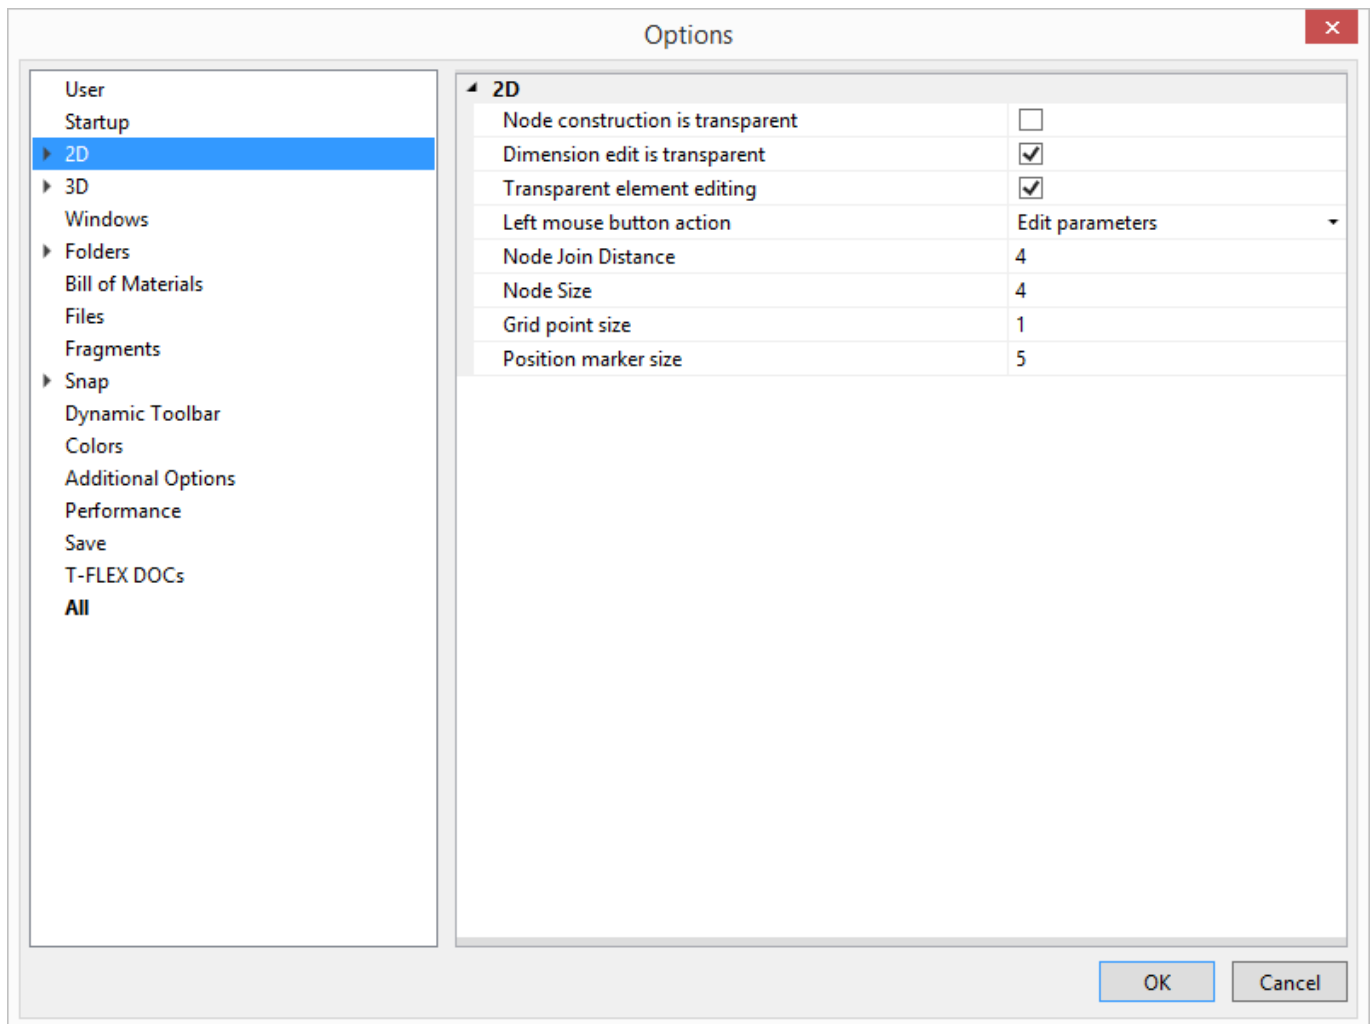 Options
User
Startup
2D
3D
Windows
Folders
Bill of Materials
Files
Fragments
Snap
Dynamic Toolbar
Colors
Additional Options
Performance
Save
T-FLEX DOCs
All
2D
Node construction is transparent
Dimension edit is transparent
Transparent element editing
Left mouse button action Edit parameters
Node Join Distance 4
Node Size 4
Grid point size 1
Position marker size 5
OK Cancel